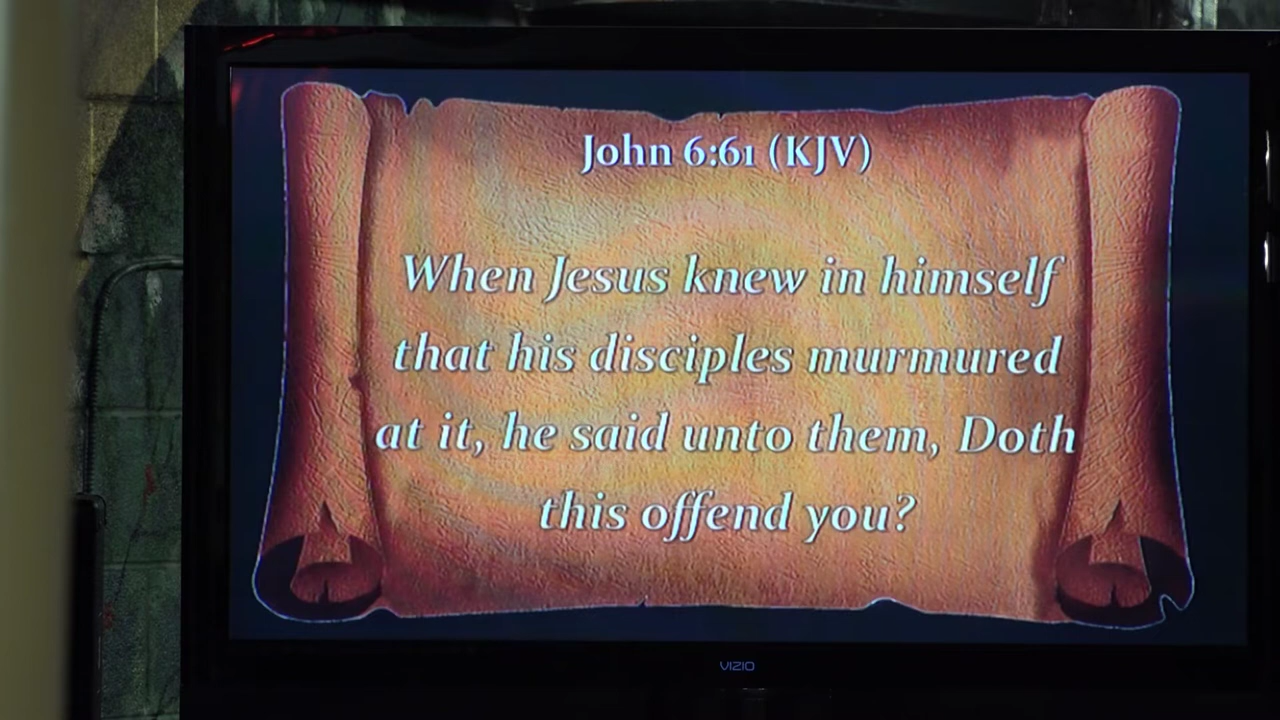 John 6:61 (KJV)
When Jesus knew in himself
that his disciples murmured
at it, he said unto them, Doth
this offend you?
VIZIO